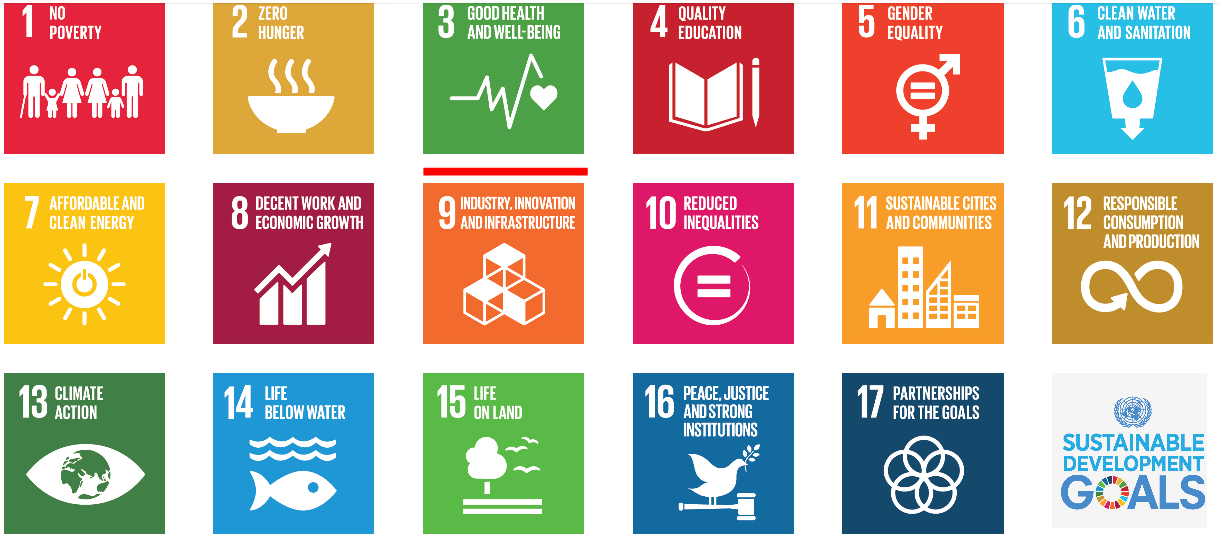 1 NO
POVERTY
2 ZERO
HUNGER
3 GOOD HEALTH
AND WELL-BEING
4 QUALITY
EDUCATION
5 GENDER
EQUALITY
6 CLEAN WATER
AND SANITATION
7 AFFORDABLE AND
CLEAN ENERGY
8 DECENT WORK AND
ECONOMIC GROWTH
9 INDUSTRY, INNOVATION
AND INFRASTRUCTURE
10 REDUCED
INEQUALITIES
11 SUSTAINABLE CITIES
AND COMMUNITIES
12 RESPONSIBLE
CONSUMPTION
AND PRODUCTION
13 CLIMATE
ACTION
14 LIFE
BELOW WATER
15 LIFE
ON LAND
16 PEACE, JUSTICE
AND STRONG
INSTITUTIONS
17 PARTNERSHIPS
FOR THE GOALS
SUSTAINABLE
DEVELOPMENT
GOALS